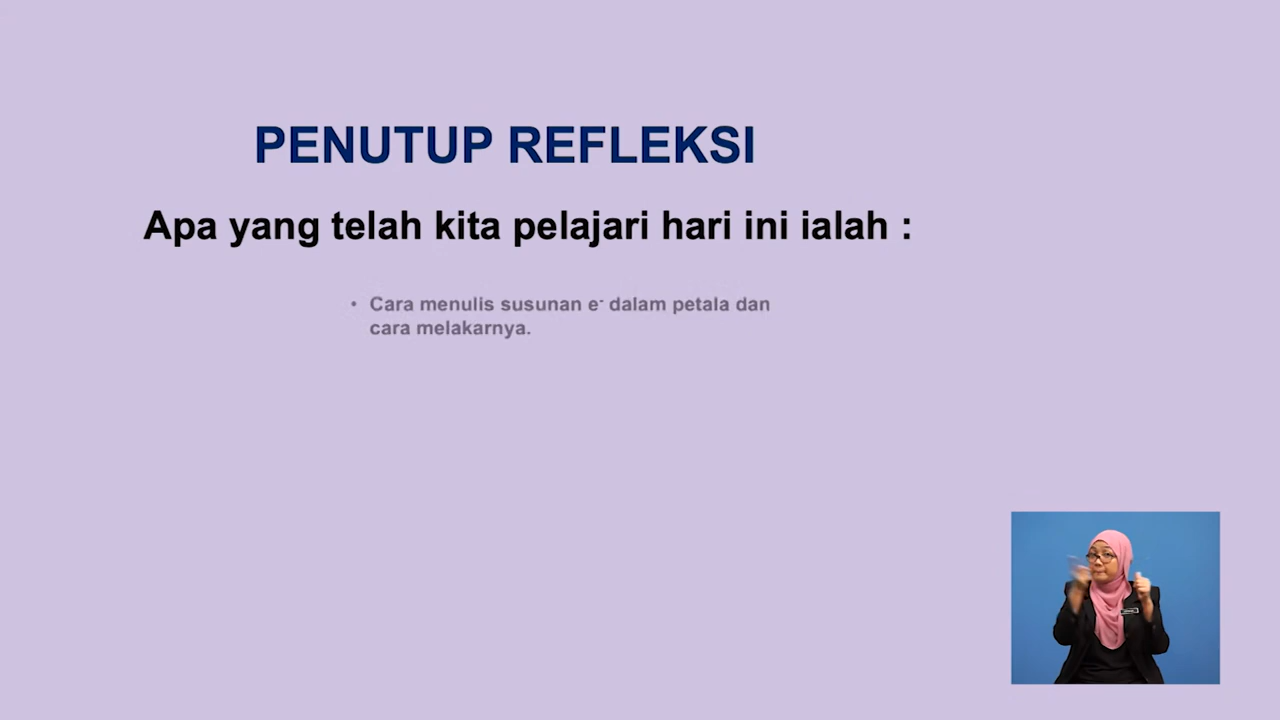 PENUTUP REFLEKSI
Apa yang telah kita pelajari hari ini ialah :
• Cara menulis susunan e⁻ dalam petala dan
cara melakarnya.